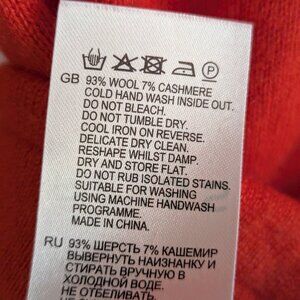 P
GB 93% WOOL 7% CASHMERE
COLD HAND WASH INSIDE OUT.
DO NOT BLEACH.
DO NOT TUMBLE DRY.
COOL IRON ON REVERSE.
DELICATE DRY CLEAN.
RESHAPE WHILST DAMP.
DRY AND STORE FLAT.
DO NOT RUB ISOLATED STAINS.
SUITABLE FOR WASHING
USING MACHINE HANDWASH
PROGRAMME.
MADE IN CHINA.
RU 93% ШЕРСТЬ 7% КАШЕМИР
ВЫВЕРНУТЬ НАИЗНАНКУ И
СТИРАТЬ ВРУЧНУЮ В
ХОЛОДНОЙ ВОДЕ.
НЕ ОТБЕЛИВАТЬ.